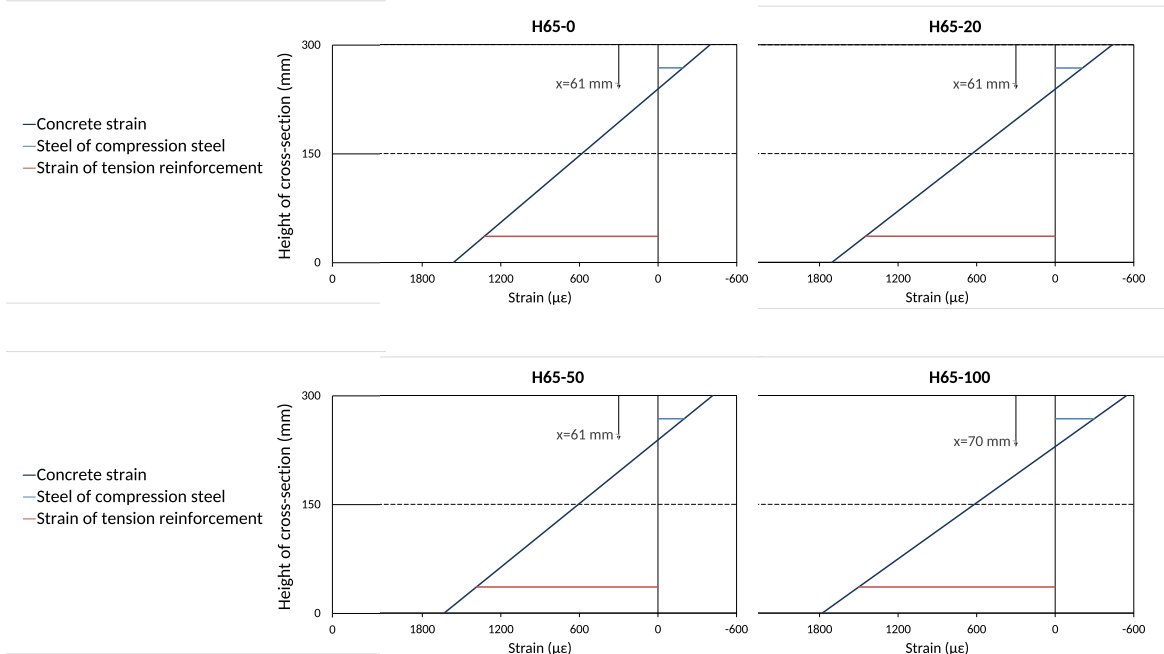 H65-0
H65-20
Concrete strain
Steel of compression steel
Strain of tension reinforcement
Height of cross-section (mm)
300
150
0
x=61 mm
0 1800 1200 600 0 -600
Strain (με)
x=61 mm
1800 1200 600 0 -600
Strain (με)
H65-50
H65-100
Concrete strain
Steel of compression steel
Strain of tension reinforcement
Height of cross-section (mm)
300
150
0
x=61 mm
0 1800 1200 600 0 -600
Strain (με)
x=70 mm
1800 1200 600 0 -600
Strain (με)